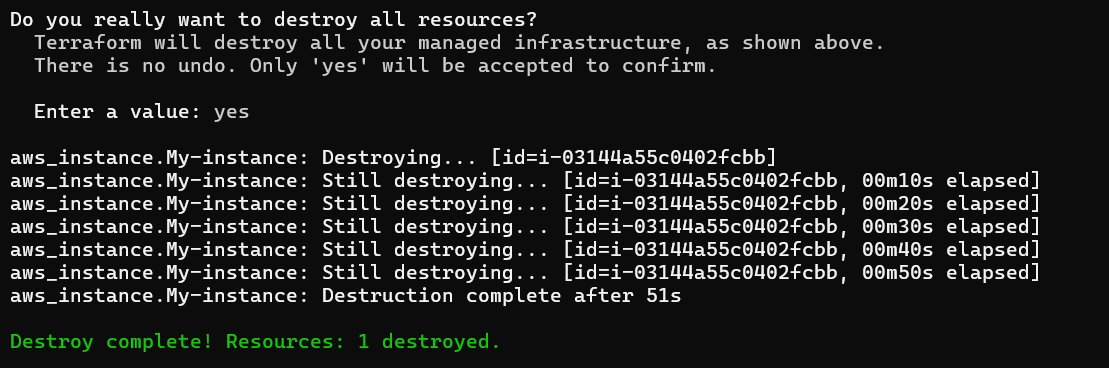 Do you really want to destroy all resources?
Terraform will destroy all your managed infrastructure, as shown above.
There is no undo. Only 'yes' will be accepted to confirm.
Enter a value: yes
aws_instance.My-instance: Destroying... [id=i-03144a55c0402fcbb]
aws_instance.My-instance: Still destroying... [id=i-03144a55c0402fcbb, 00m10s elapsed]
aws_instance.My-instance: Still destroying... [id=i-03144a55c0402fcbb, 00m20s elapsed]
aws_instance.My-instance: Still destroying... [id=i-03144a55c0402fcbb, 00m30s elapsed]
aws_instance.My-instance: Still destroying... [id=i-03144a55c0402fcbb, 00m40s elapsed]
aws_instance.My-instance: Still destroying... [id=i-03144a55c0402fcbb, 00m50s elapsed]
aws_instance.My-instance: Destruction complete after 51s
Destroy complete! Resources: 1 destroyed.